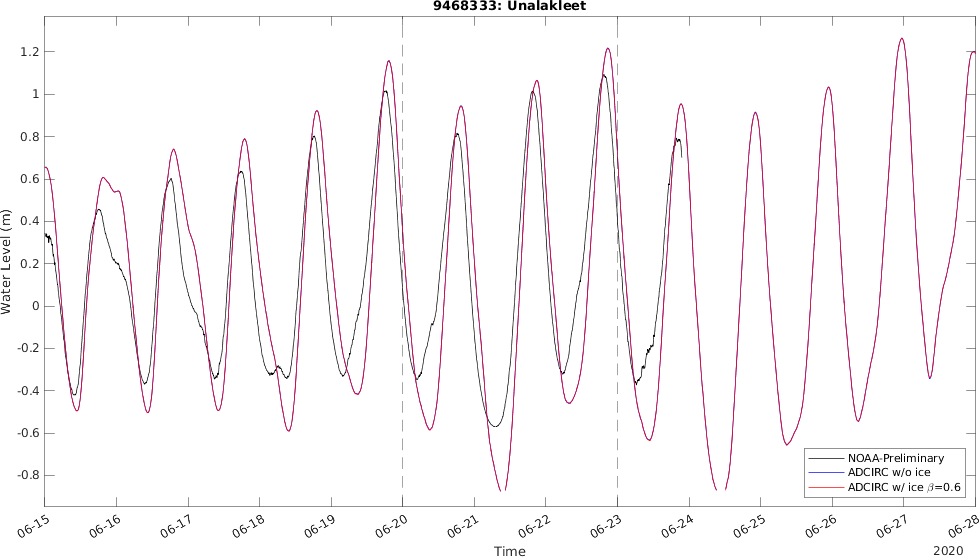 9468333: Unalakleet
1.2
1
0.8
0.6
0.4
0.2
0
-0.2
-0.4
-0.6
-0.8
Water Level (m)
NOAA-Preliminary
ADCIRC w/o ice
ADCIRC w/ ice β=0.6
06-15 06-16 06-17 06-18 06-19 06-20 06-21 06-22 06-23 06-24 06-25 06-26 06-27 06-28
Time
2020